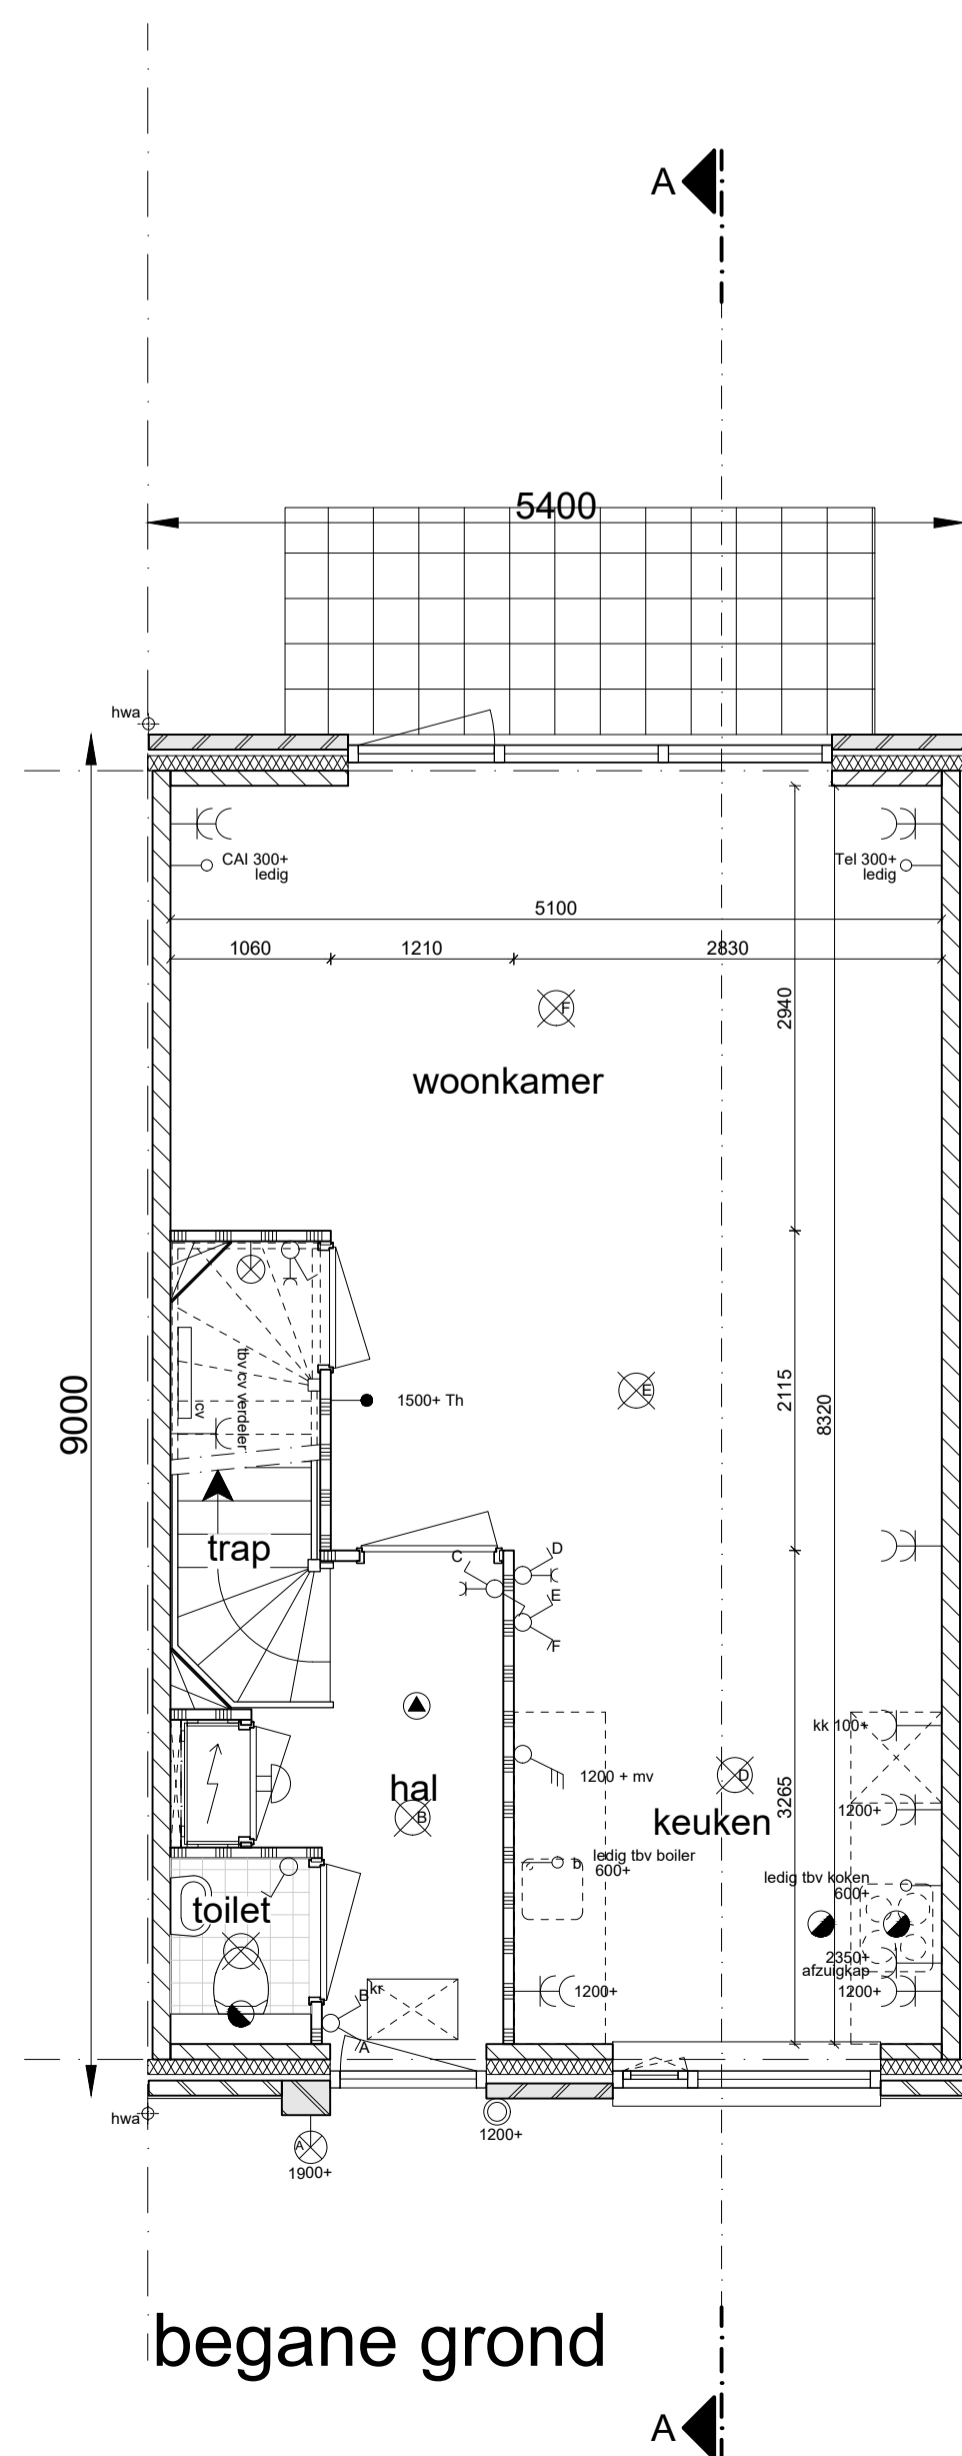 A
5400
hwa
CAI 300+
ledig
Tel 300+
ledig
5100
1060
1210
2830
2940
F
woonkamer
9000
tbv cv verdeler
cv
1500+ Th
E
2115
8320
trap
C
D
E
F
kk 100+
1200 + mv
D
hal
B
keuken
3265
1200+
ledig tbv boiler
600+
b
ledig tbv koken
600+
toilet
2350+
afzuigkap
1200+
1200+
kr
B
A
hwa
A
1900+
1200+
begane grond
A